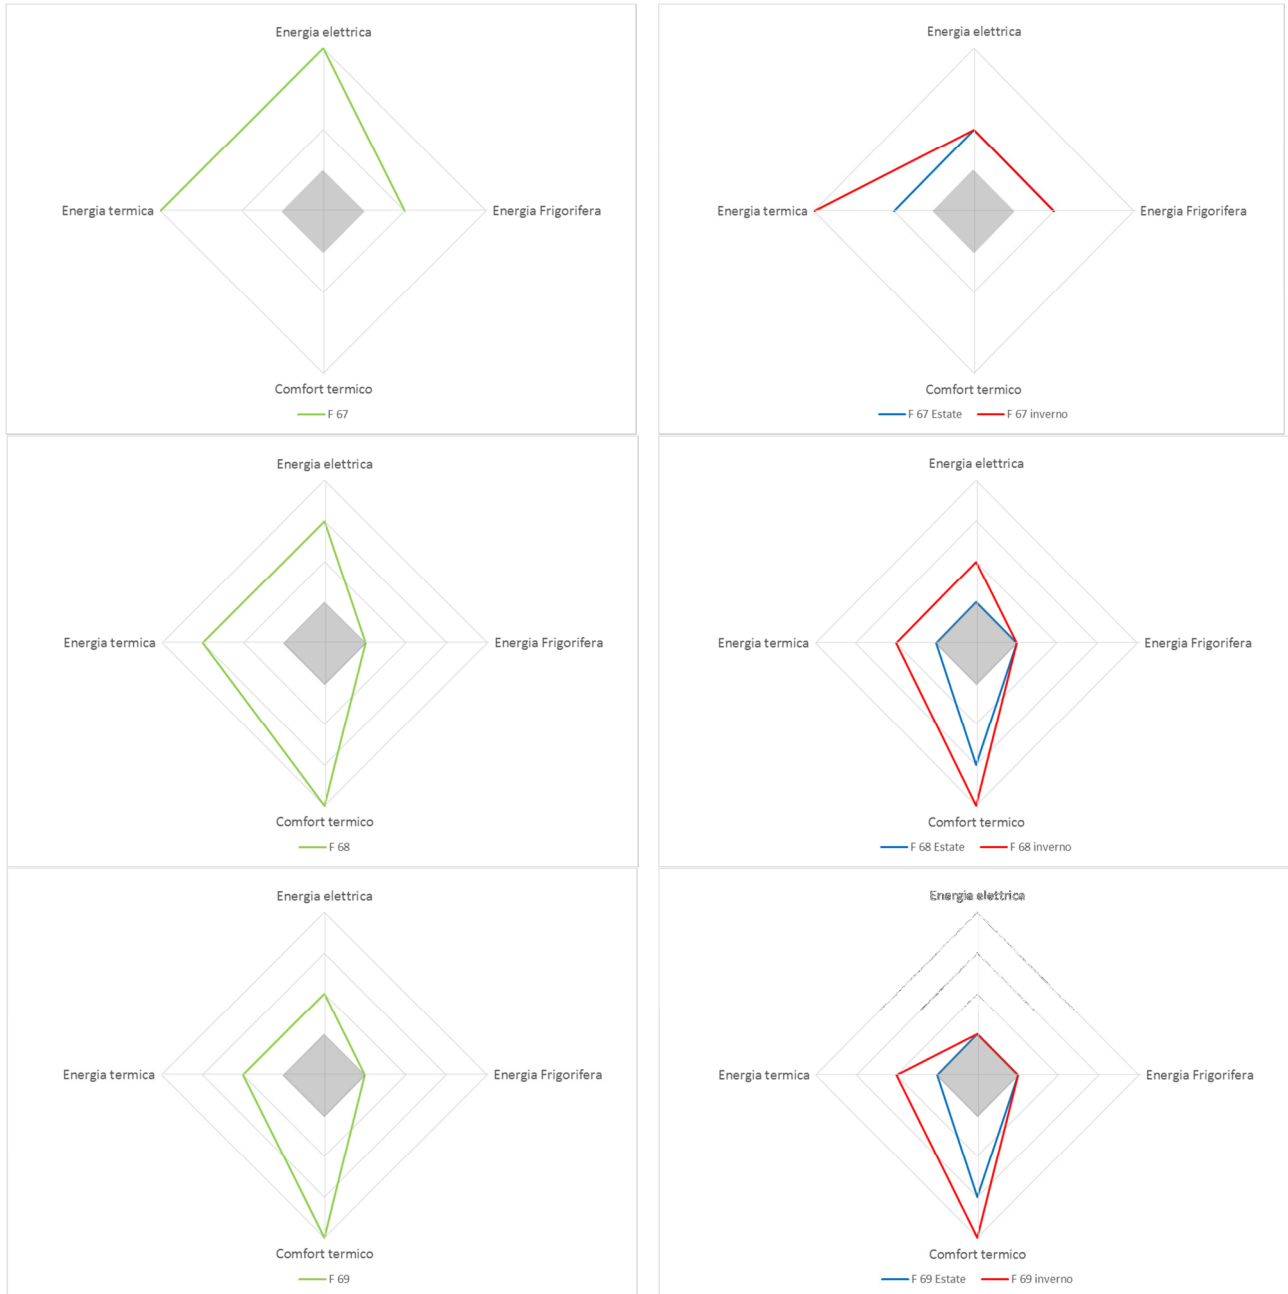 Energia elettrica
Energia termica
Energia Frigorifera
Comfort termico
F 67
Energia elettrica
Energia termica
Energia Frigorifera
Comfort termico
F 67 Estate
F 67 inverno
Energia elettrica
Energia termica
Energia Frigorifera
Comfort termico
F 68
Energia elettrica
Energia termica
Energia Frigorifera
Comfort termico
F 68 Estate
F 68 inverno
Energia elettrica
Energia termica
Energia Frigorifera
Comfort termico
F 69
Energia elettrica
Energia termica
Energia Frigorifera
Comfort termico
F 69 Estate
F 69 inverno